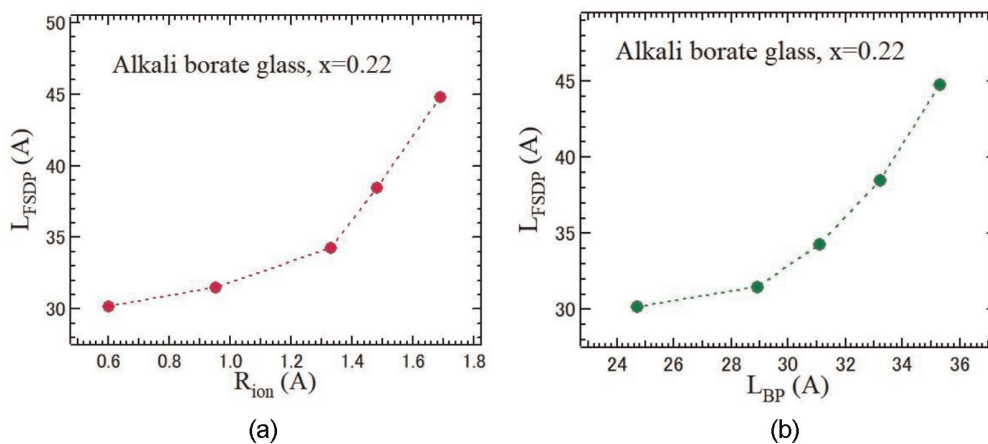 50
45
40
35
30
L_FSDP (A)
Alkali borate glass, x=0.22
0.6 0.8 1.0 1.2 1.4 1.6 1.8
R_ion (A)
(a)
45
40
35
30
L_FSDP (A)
Alkali borate glass, x=0.22
24 26 28 30 32 34 36
L_BP (A)
(b)